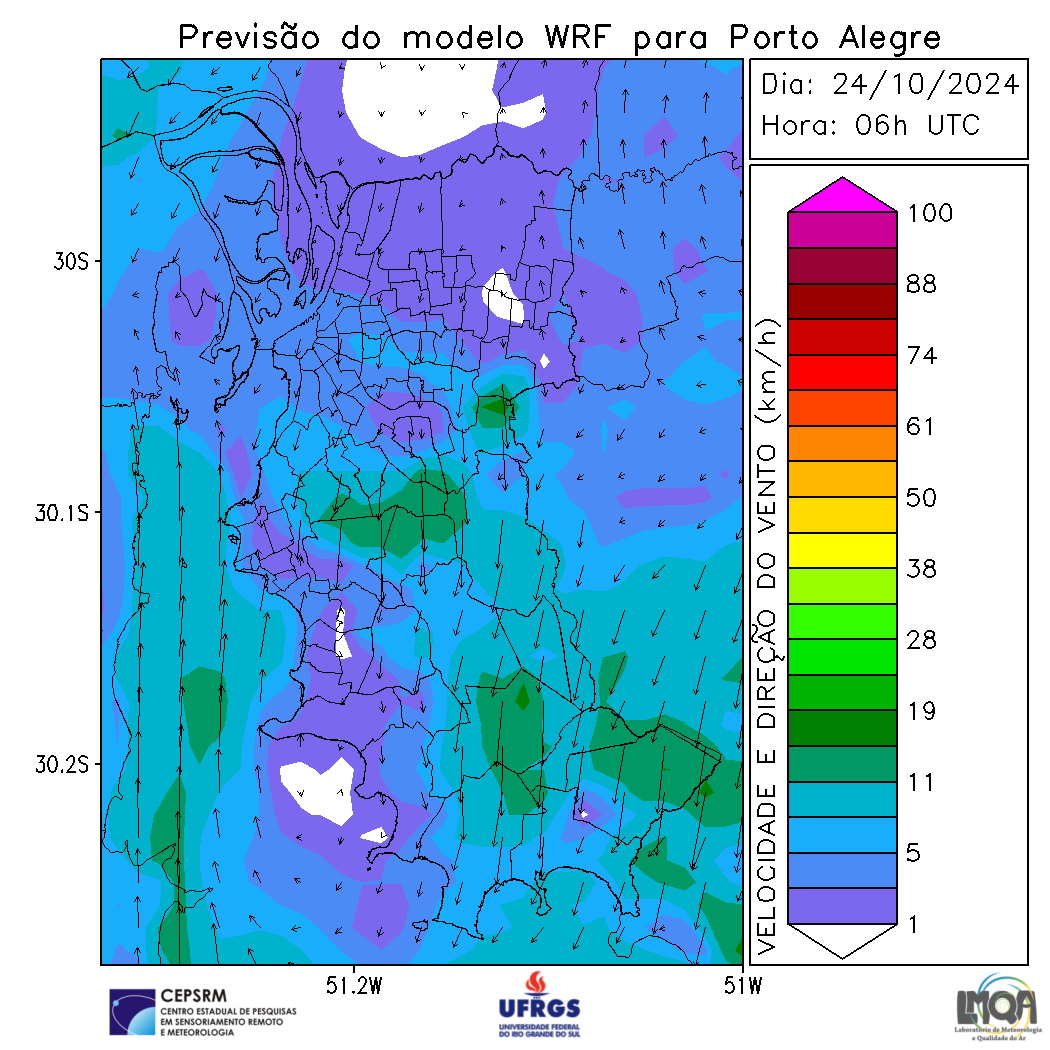 Previsão do modelo WRF para Porto Alegre
Dia: 24/10/2024
Hora: 06h UTC
30S
30.1S
30.2S
51.2W
51W
VELOCIDADE E DIREÇÃO DO VENTO (km/h)
100
88
74
61
50
38
28
19
11
5
1
CEPSRM
CENTRO ESTADUAL DE PESQUISAS
EM SENSORIAMENTO REMOTO
E METEOROLOGIA
UFRGS
UNIVERSIDADE FEDERAL
DO RIO GRANDE DO SUL
LMQA
Laboratório de Meteorologia
e Qualidade do Ar